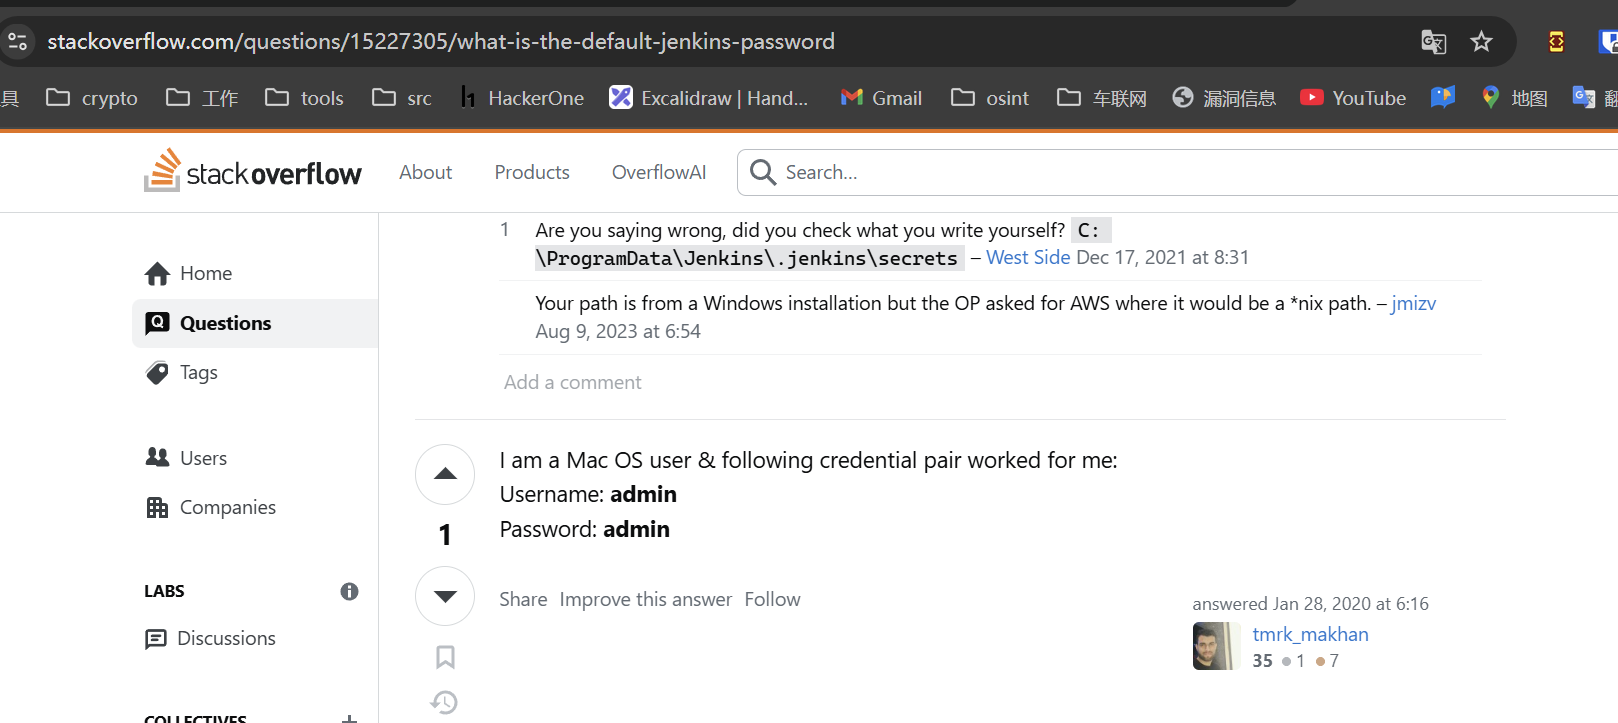 stackoverflow.com/questions/15227305/what-is-the-default-jenkins-password
具 crypto 工作 tools src h1 HackerOne Excalidraw | Hand... Gmail osint 车联网 漏洞信息 YouTube 地图 翻
stackoverflow About Products OverflowAI Search...
1 Are you saying wrong, did you check what you write yourself? C:
\ProgramData\Jenkins\.jenkins\secrets – West Side Dec 17, 2021 at 8:31
Your path is from a Windows installation but the OP asked for AWS where it would be a *nix path. – jmizv
Aug 9, 2023 at 6:54
Add a comment
Home
Questions
Tags
Users
Companies
LABS
Discussions
COLLECTIVES
I am a Mac OS user & following credential pair worked for me:
Username: admin
Password: admin
1
Share Improve this answer Follow
answered Jan 28, 2020 at 6:16
tmrk_makhan
35 1 7